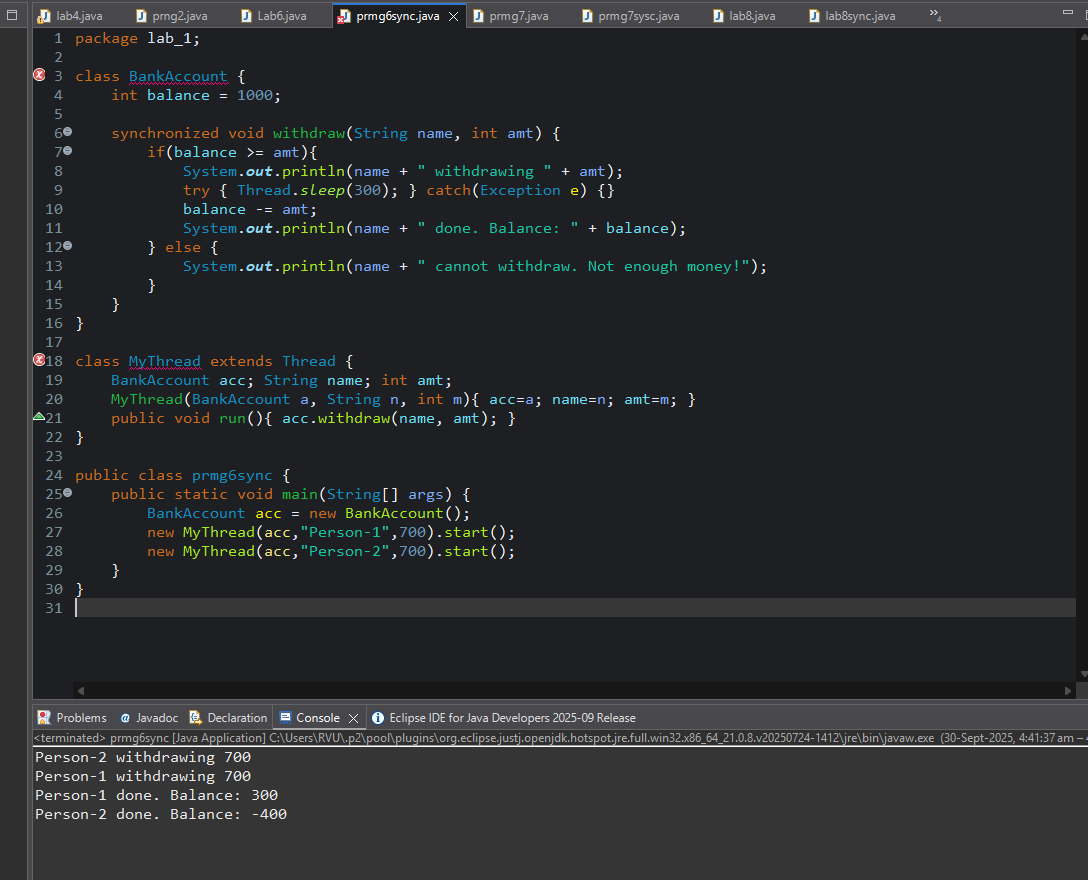 lab4.java prng2.java Lab6.java prmg6sync.java prmg7.java prmg7sysc.java lab8.java lab8sync.java »4
1 package lab_1;
2
3 class BankAccount {
4 int balance = 1000;
5
6 synchronized void withdraw(String name, int amt) {
7 if(balance >= amt){
8 System.out.println(name + " withdrawing " + amt);
9 try { Thread.sleep(300); } catch(Exception e) {}
10 balance -= amt;
11 System.out.println(name + " done. Balance: " + balance);
12 } else {
13 System.out.println(name + " cannot withdraw. Not enough money!");
14 }
15 }
16 }
17
18 class MyThread extends Thread {
19 BankAccount acc; String name; int amt;
20 MyThread(BankAccount a, String n, int m){ acc=a; name=n; amt=m; }
21 public void run(){ acc.withdraw(name, amt); }
22 }
23
24 public class prmg6sync {
25 public static void main(String[] args) {
26 BankAccount acc = new BankAccount();
27 new MyThread(acc,"Person-1",700).start();
28 new MyThread(acc,"Person-2",700).start();
29 }
30 }
31
Problems @ Javadoc Declaration Console Eclipse IDE for Java Developers 2025-09 Release
<terminated> prmg6sync [Java Application] C:\Users\RVU\.p2\pool\plugins\org.eclipse.justj.openjdk.hotspot.jre.full.win32.x86_64_21.0.8.v20250724-1412\jre\bin\javaw.exe (30-Sept-2025, 4:41:37 am –
Person-2 withdrawing 700
Person-1 withdrawing 700
Person-1 done. Balance: 300
Person-2 done. Balance: -400